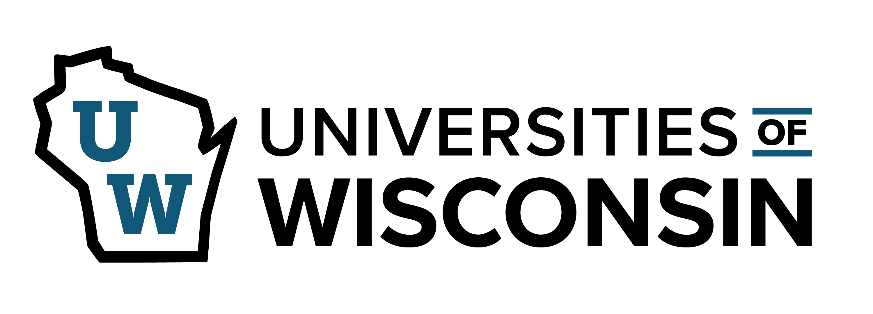 U
W
UNIVERSITIES OF
WISCONSIN